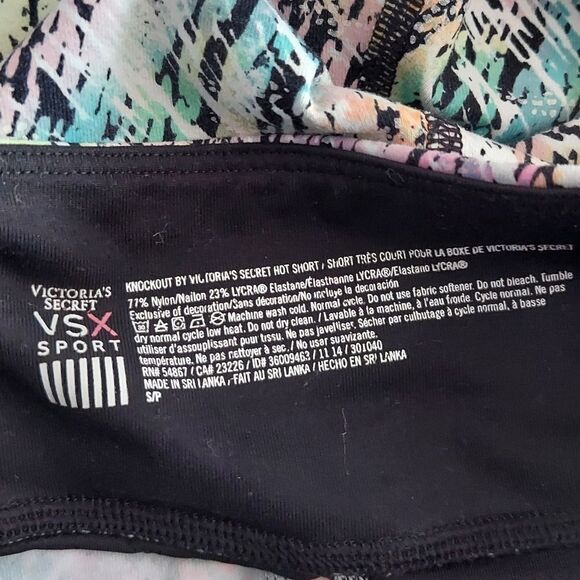 VICTORIA'S
SECRET
VSX
SPORT
KNOCKOUT BY VICTORIA'S SECRET HOT SHORT / SHORT TRÈS COURT POUR LA BOXE DE VICTORIA'S SECRET
77% Nylon/Nailon 23% LYCRA® Elastane/Élasthanne LYCRA®/Elastano LYCRA®
Exclusive of decoration/Sans décoration/No incluye la decoración
Machine wash cold. Normal cycle. Do not use fabric softener. Do not bleach. Tumble
dry normal cycle low heat. Do not dry clean. / Lavable à la machine, à l'eau froide. Cycle normal. Ne pas
utiliser d'assouplissant pour tissu. Ne pas javelliser. Sécher par culbutage à cycle normal, à basse
température. Ne pas nettoyer à sec. / No usar suavizante.
RN# 54867 / CA# 23226 / ID# 36009463 / 11 14 / 301040
MADE IN SRI LANKA / FAIT AU SRI LANKA / HECHO EN SRI LANKA
S/P